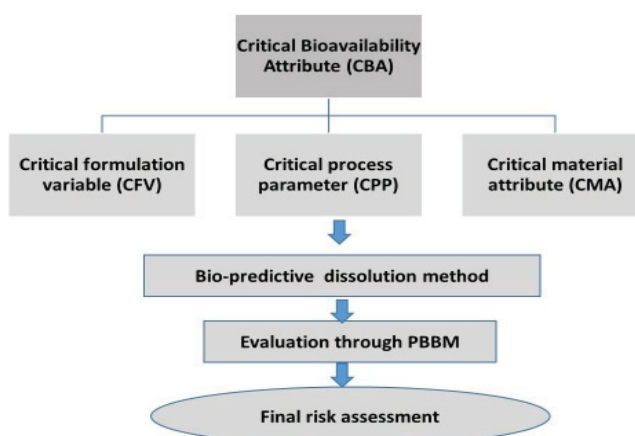 Critical Bioavailability
Attribute (CBA)
Critical formulation
variable (CFV)
Critical process
parameter (CPP)
Critical material
attribute (CMA)
Bio-predictive dissolution method
Evaluation through PBBM
Final risk assessment